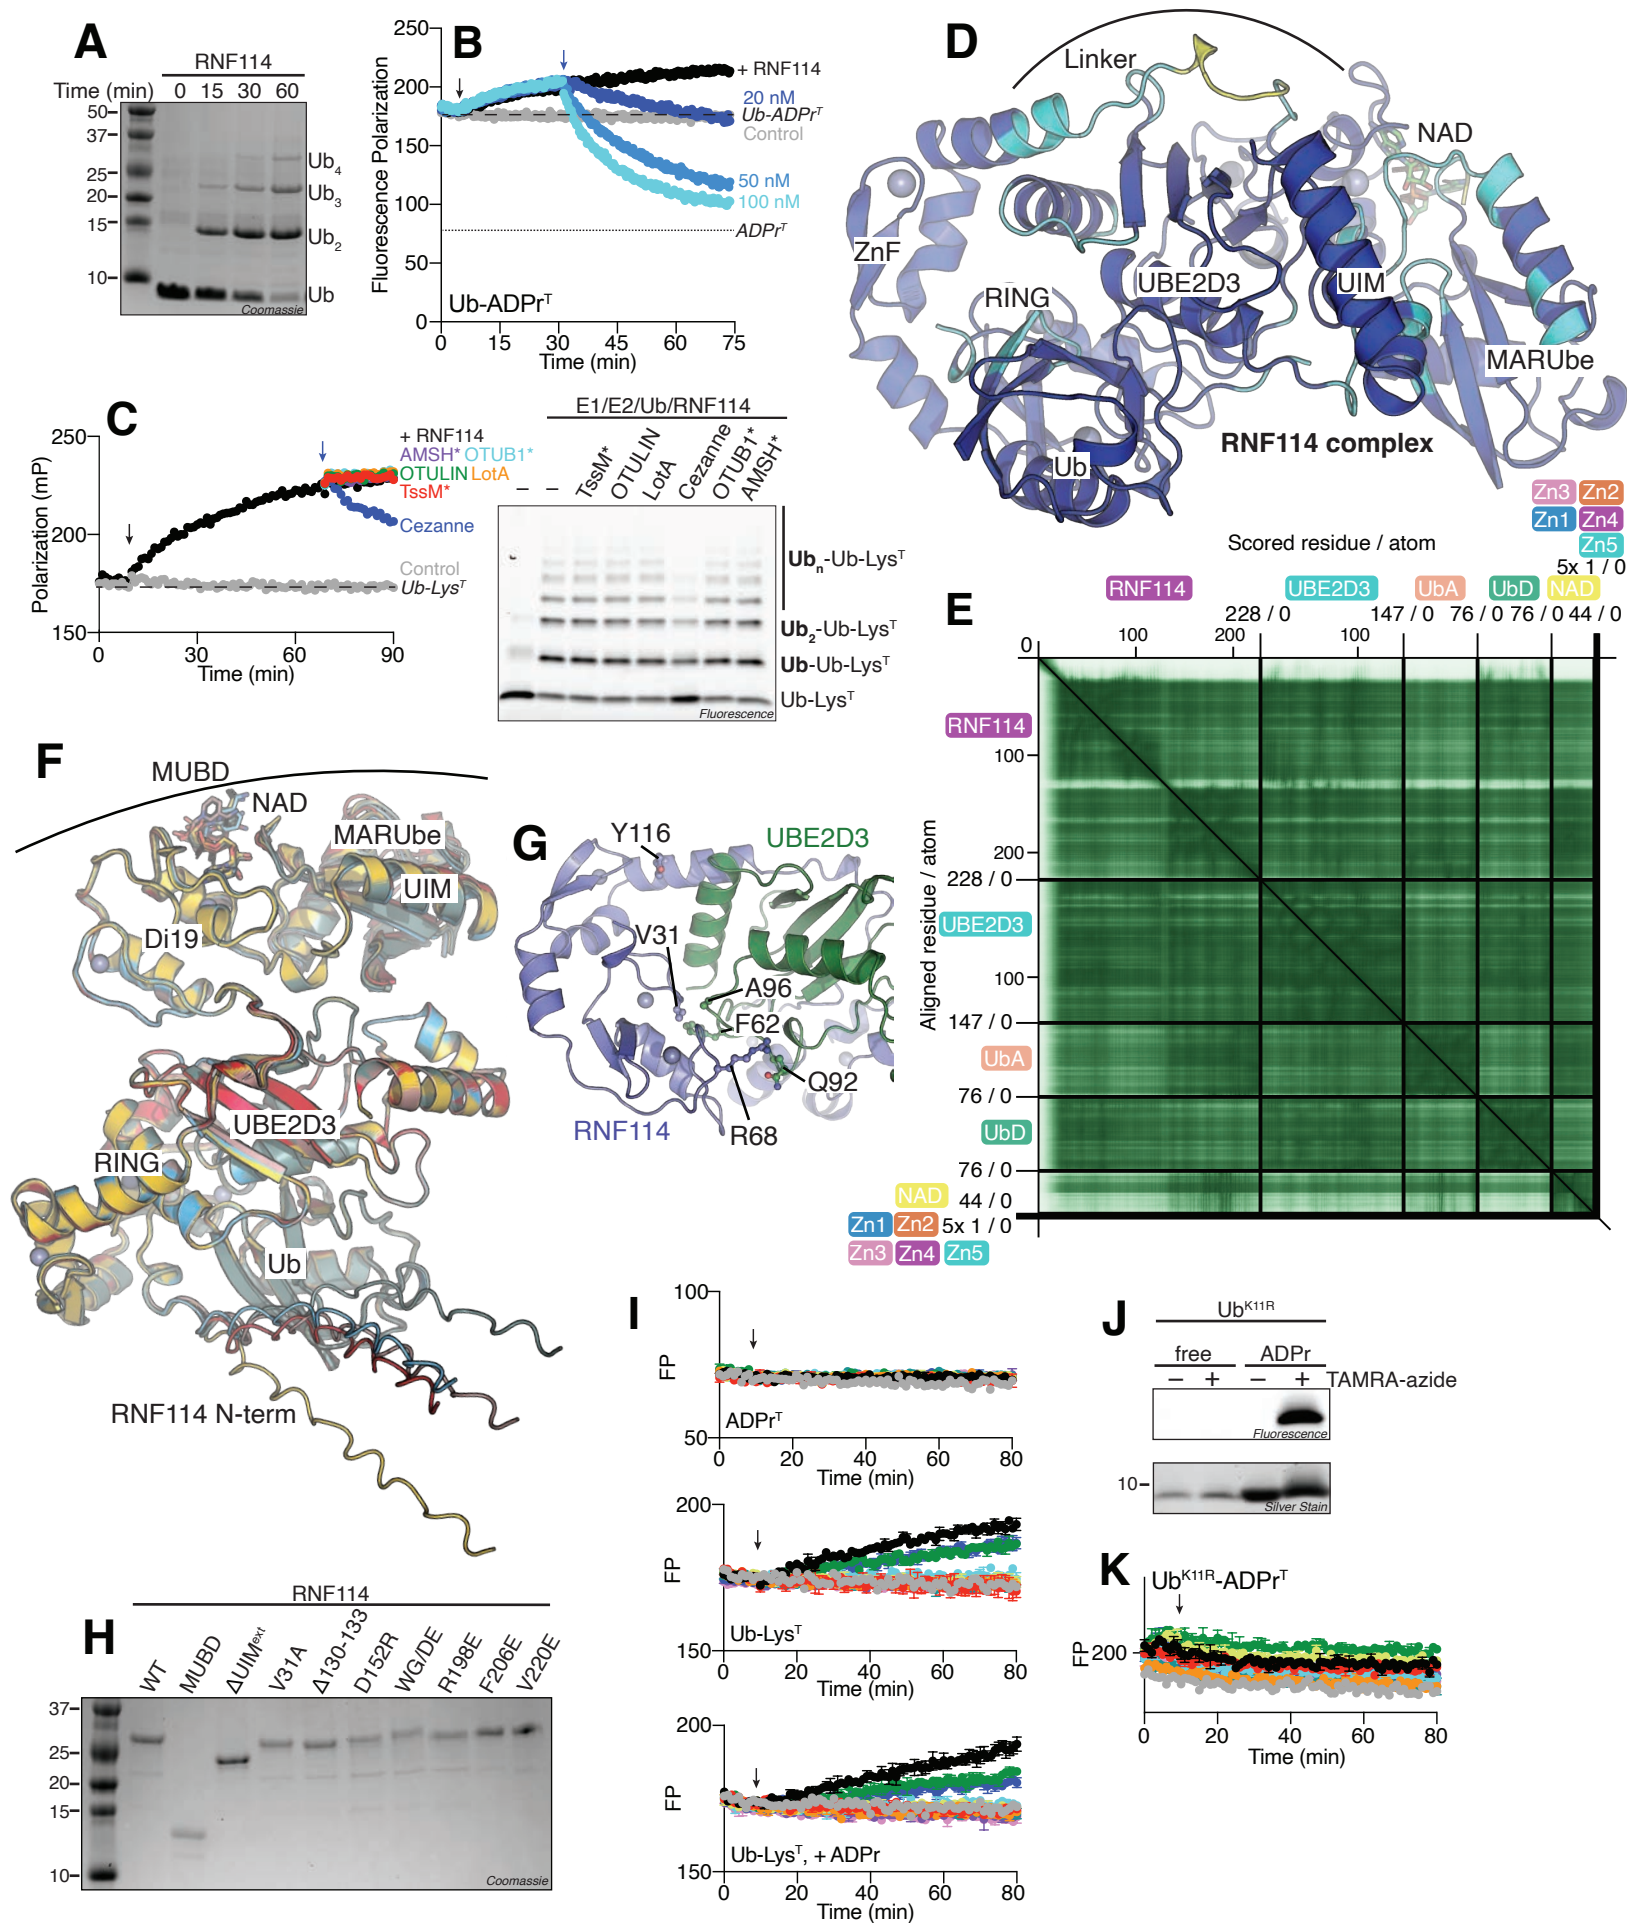 A
RNF114
Time (min) 0 15 30 60
50
37
25
20
15
10
Ub4
Ub3
Ub2
Ub
Coomassie
B
Fluorescence Polarization
250
200
150
100
50
0
+ RNF114
20 nM
Ub-ADPrT
Control
50 nM
100 nM
ADPrT
Ub-ADPrT
0 15 30 45 60 75
Time (min)
C
Polarization (mP)
250
200
150
+ RNF114
AMSH* OTUB1*
OTULIN LotA
TssM*
Cezanne
Control
Ub-LysT
0 30 60 90
Time (min)
E1/E2/Ub/RNF114
– – TssM* OTULIN LotA Cezanne OTUB1* AMSH*
Ubn-Ub-LysT
Ub2-Ub-LysT
Ub-Ub-LysT
Ub-LysT
Fluorescence
D
Linker
NAD
ZnF
RING
UBE2D3
UIM
MARUbe
Ub
RNF114 complex
E
Zn3 Zn2
Zn1 Zn4
Zn5
5x 1 / 0
Scored residue / atom
RNF114 UBE2D3 UbA UbD NAD
228 / 0 147 / 0 76 / 0 76 / 0 44 / 0
0 100 200 100
Aligned residue / atom
0
RNF114
100
200
228 / 0
UBE2D3
100
147 / 0
UbA
76 / 0
UbD
76 / 0
NAD 44 / 0
Zn1 Zn2 5x 1 / 0
Zn3 Zn4 Zn5
F
MUBD
NAD
MARUbe
UIM
Di19
UBE2D3
RING
Ub
RNF114 N-term
G
Y116
UBE2D3
V31
A96
F62
Q92
R68
RNF114
H
RNF114
WT MUBD ΔUIMext V31A Δ130-133 D152R WG/DE R198E F206E V220E
37
25
20
15
10
Coomassie
I
FP
100
50
ADPrT
0 20 40 60 80
Time (min)
FP
200
150
Ub-LysT
0 20 40 60 80
Time (min)
FP
200
150
Ub-LysT, + ADPr
0 20 40 60 80
Time (min)
J
UbK11R
free ADPr
– + – + TAMRA-azide
Fluorescence
10
Silver Stain
K
UbK11R-ADPrT
FP
200
0 20 40 60 80
Time (min)